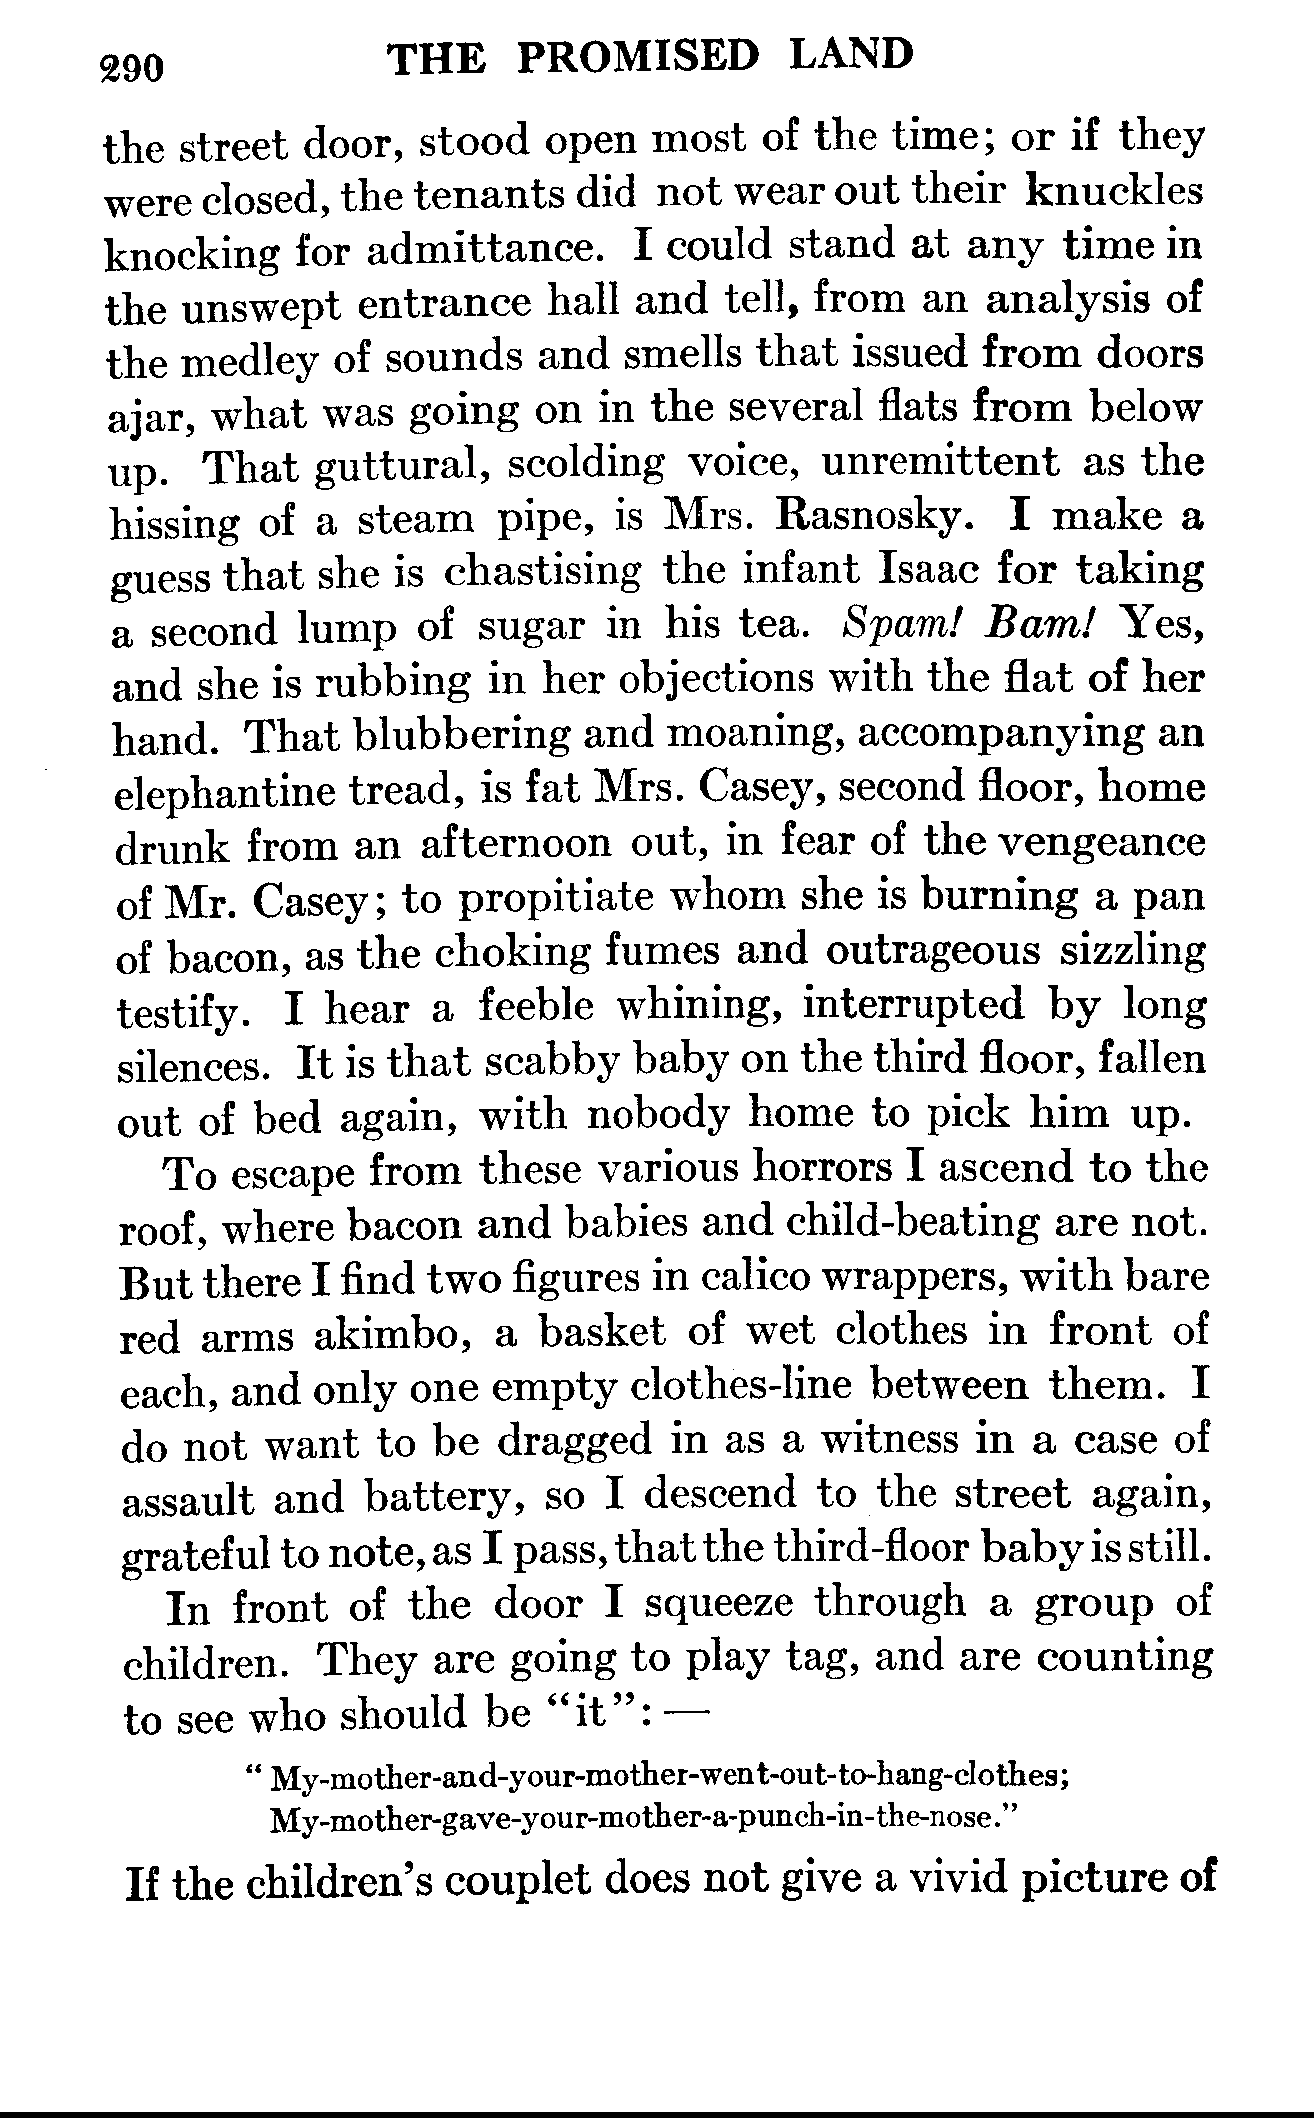 290 THE PROMISED LAND
the street door, stood open most of the time; or if they
were closed, the tenants did not wear out their knuckles
knocking for admittance. I could stand at any time in
the unswept entrance hall and tell, from an analysis of
the medley of sounds and smells that issued from doors
ajar, what was going on in the several flats from below
up. That guttural, scolding voice, unremittent as the
hissing of a steam pipe, is Mrs. Rasnosky. I make a
guess that she is chastising the infant Isaac for taking
a second lump of sugar in his tea. Spam! Bam! Yes,
and she is rubbing in her objections with the flat of her
hand. That blubbering and moaning, accompanying an
elephantine tread, is fat Mrs. Casey, second floor, home
drunk from an afternoon out, in fear of the vengeance
of Mr. Casey; to propitiate whom she is burning a pan
of bacon, as the choking fumes and outrageous sizzling
testify. I hear a feeble whining, interrupted by long
silences. It is that scabby baby on the third floor, fallen
out of bed again, with nobody home to pick him up.
To escape from these various horrors I ascend to the
roof, where bacon and babies and child-beating are not.
But there I find two figures in calico wrappers, with bare
red arms akimbo, a basket of wet clothes in front of
each, and only one empty clothes-line between them. I
do not want to be dragged in as a witness in a case of
assault and battery, so I descend to the street again,
grateful to note, as I pass, that the third-floor baby is still.
In front of the door I squeeze through a group of
children. They are going to play tag, and are counting
to see who should be "it": —
"My-mother-and-your-mother-went-out-to-hang-clothes;
My-mother-gave-your-mother-a-punch-in-the-nose."
If the children's couplet does not give a vivid picture of